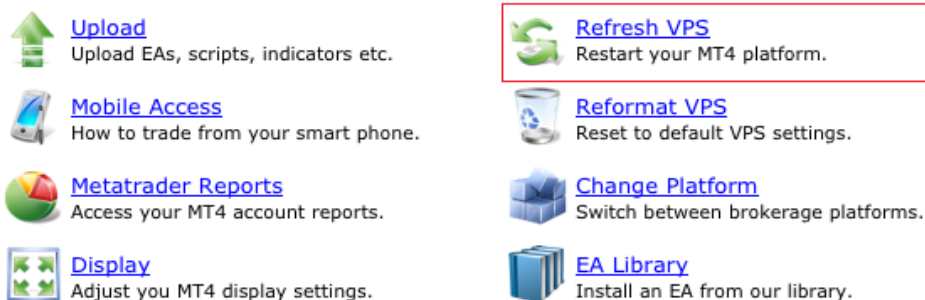 Upload
Upload EAs, scripts, indicators etc.
Refresh VPS
Restart your MT4 platform.
Mobile Access
How to trade from your smart phone.
Reformat VPS
Reset to default VPS settings.
Metatrader Reports
Access your MT4 account reports.
Change Platform
Switch between brokerage platforms.
Display
Adjust you MT4 display settings.
EA Library
Install an EA from our library.